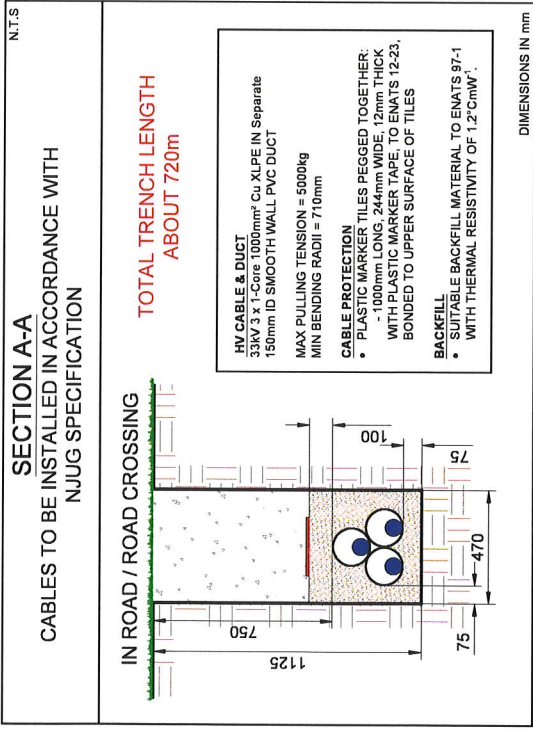 N.T.S
SECTION A-A
CABLES TO BE INSTALLED IN ACCORDANCE WITH
NJUG SPECIFICATION
IN ROAD / ROAD CROSSING
TOTAL TRENCH LENGTH
ABOUT 720m
750
1125
100
75
470
75
HV CABLE & DUCT
33kV 3 x 1-Core 1000mm² Cu XLPE IN Separate
150mm ID SMOOTH WALL PVC DUCT
MAX PULLING TENSION = 5000kg
MIN BENDING RADII = 710mm
CABLE PROTECTION
• PLASTIC MARKER TILES PEGGED TOGETHER:
- 1000mm LONG, 244mm WIDE, 12mm THICK
WITH PLASTIC MARKER TAPE, TO ENATS 12-23,
BONDED TO UPPER SURFACE OF TILES
BACKFILL
• SUITABLE BACKFILL MATERIAL TO ENATS 97-1
WITH THERMAL RESISTIVITY OF 1.2°CmW⁻¹.
DIMENSIONS IN mm